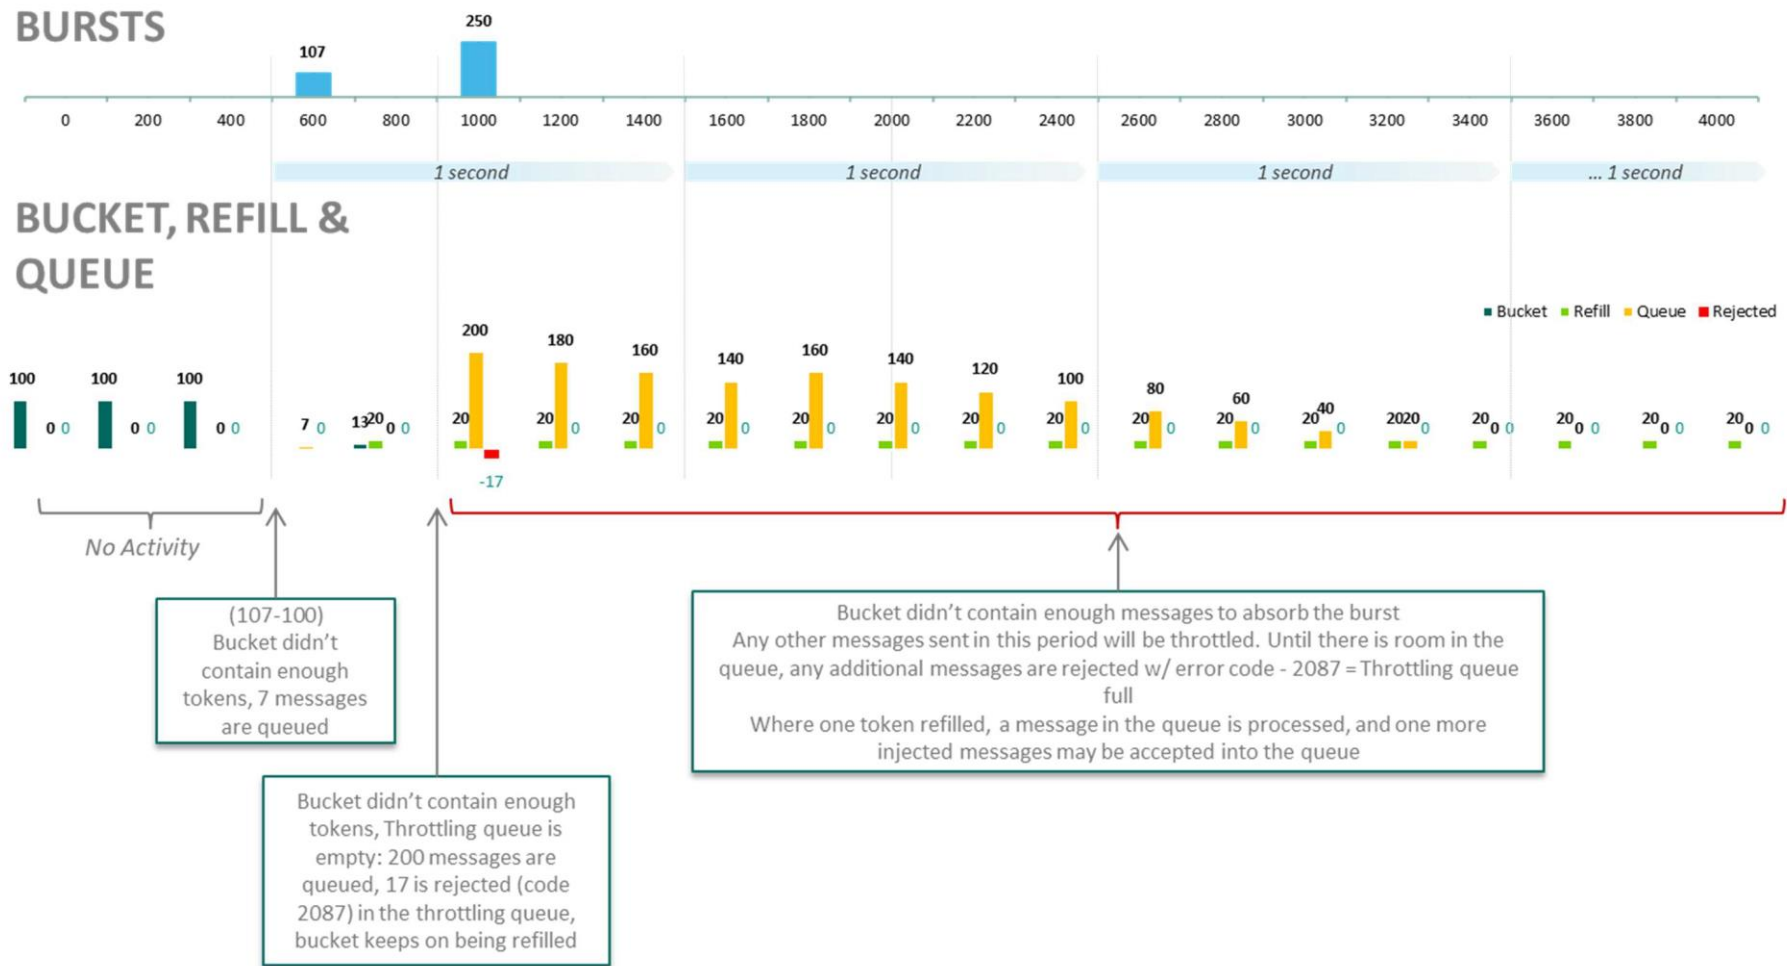 BURSTS
107
250
0 200 400 600 800 1000 1200 1400 1600 1800 2000 2200 2400 2600 2800 3000 3200 3400 3600 3800 4000
1 second 1 second 1 second ... 1 second
BUCKET, REFILL &
QUEUE
Bucket Refill Queue Rejected
200 180 160 140 160 140 120 100 80 60 40
100 100 100
0 0 0 0 0 0 7 0 13 20 0 0 20 20 0 20 0 20 0 20 0 20 0 20 0 20 0 20 0 20 0 20 0 20 20 0 20 0 0 20 0 0 20 0 0 20 0 0
-17
No Activity
(107-100)
Bucket didn't
contain enough
tokens, 7 messages
are queued
Bucket didn't contain enough messages to absorb the burst
Any other messages sent in this period will be throttled. Until there is room in the
queue, any additional messages are rejected w/ error code - 2087 = Throttling queue
full
Where one token refilled, a message in the queue is processed, and one more
injected messages may be accepted into the queue
Bucket didn't contain enough
tokens, Throttling queue is
empty: 200 messages are
queued, 17 is rejected (code
2087) in the throttling queue,
bucket keeps on being refilled